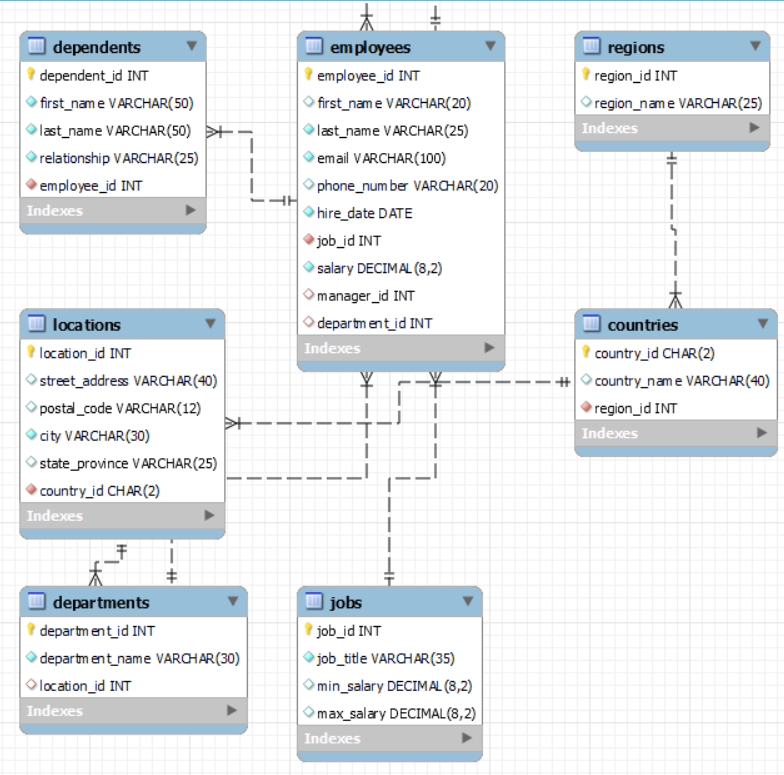 dependents
dependent_id INT
first_name VARCHAR(50)
last_name VARCHAR(50)
relationship VARCHAR(25)
employee_id INT
Indexes
employees
employee_id INT
first_name VARCHAR(20)
last_name VARCHAR(25)
email VARCHAR(100)
phone_number VARCHAR(20)
hire_date DATE
job_id INT
salary DECIMAL(8,2)
manager_id INT
department_id INT
Indexes
regions
region_id INT
region_name VARCHAR(25)
Indexes
locations
location_id INT
street_address VARCHAR(40)
postal_code VARCHAR(12)
city VARCHAR(30)
state_province VARCHAR(25)
country_id CHAR(2)
Indexes
countries
country_id CHAR(2)
country_name VARCHAR(40)
region_id INT
Indexes
departments
department_id INT
department_name VARCHAR(30)
location_id INT
Indexes
jobs
job_id INT
job_title VARCHAR(35)
min_salary DECIMAL(8,2)
max_salary DECIMAL(8,2)
Indexes